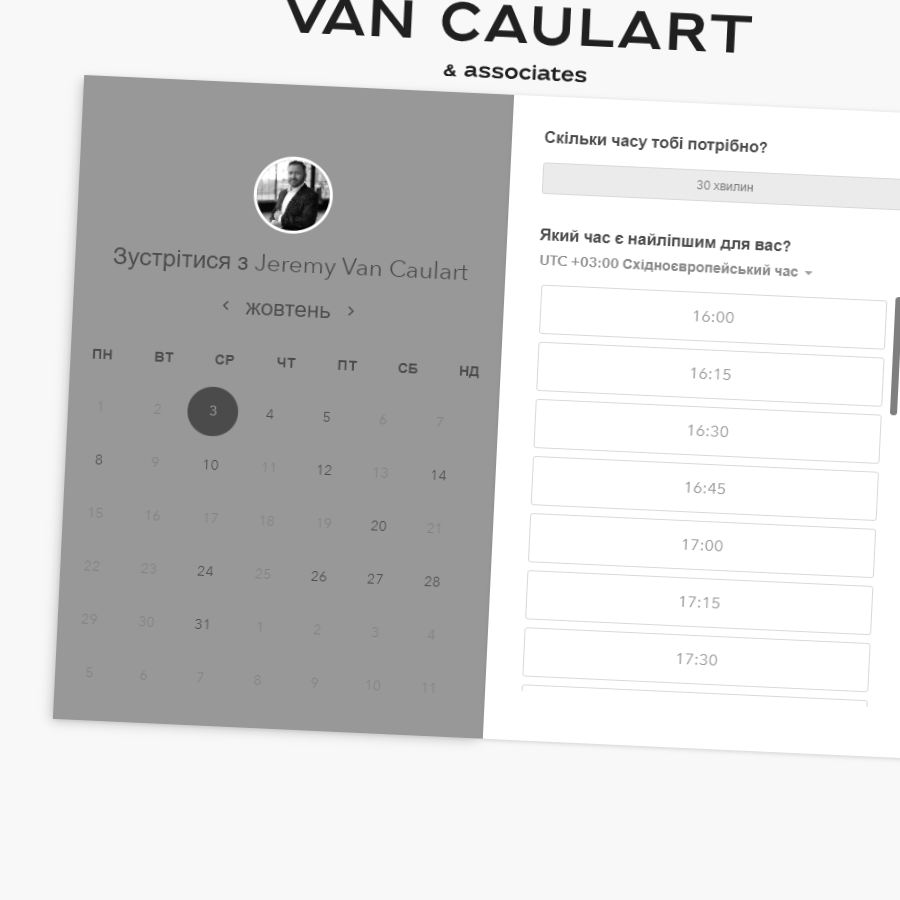 VAN CAULART
& associates
Зустрітися з Jeremy Van Caulart
жовтень
ПН ВТ СР ЧТ ПТ СБ НД
1 2 3 4 5 6 7
8 9 10 11 12 13 14
15 16 17 18 19 20 21
22 23 24 25 26 27 28
29 30 31 1 2 3 4
5 6 7 8 9 10 11
Скільки часу тобі потрібно?
30 хвилин
Який час є найліпшим для вас?
UTC +03:00 Східноєвропейський час
16:00
16:15
16:30
16:45
17:00
17:15
17:30